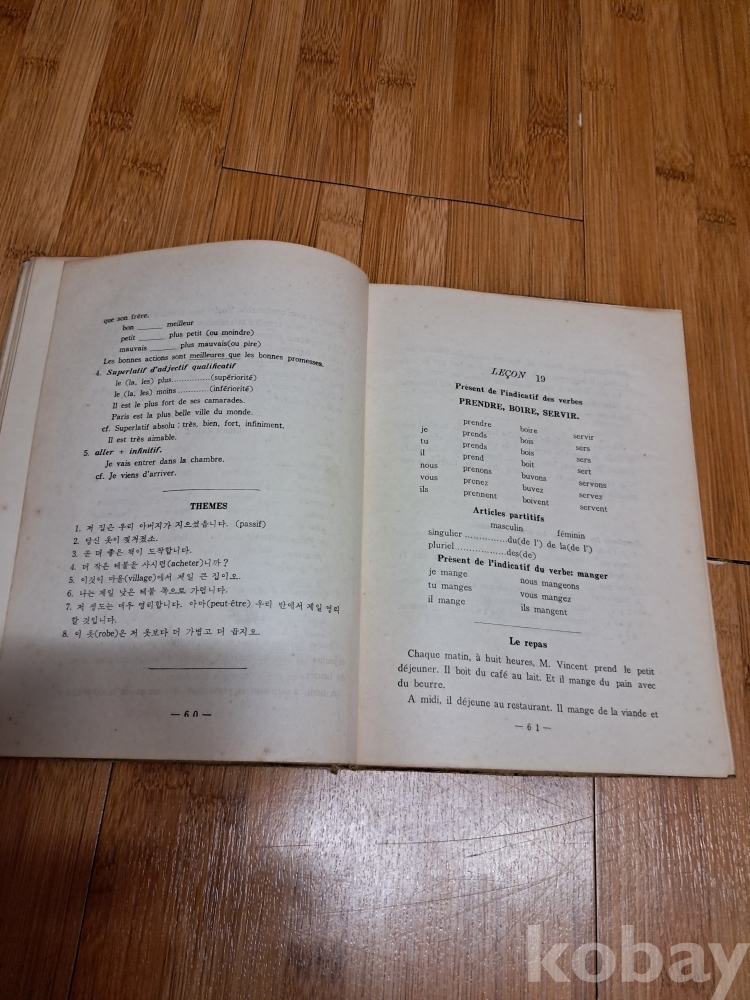 que son frère.
bon ______ meilleur
petit ______ plus petit (ou moindre)
mauvais ______ plus mauvais(ou pire)
Les bonnes actions sont meilleures que les bonnes promesses.
4. Superlatif d'adjectif qualificatif
le (la, les) plus...............(supériorité)
le (la, les) moins .............(infériorité)
Il est le plus fort de ses camarades.
Paris est la plus belle ville du monde.
cf. Superlatif absolu : très, bien, fort, infiniment,
Il est très aimable.
5. aller + infinitif.
Je vais entrer dans la chambre.
cf. Je viens d'arriver.
THEMES
1. 저 집은 우리 아버지가 지으셨읍니다. (passif)
2. 당신 옷이 찢겨졌소.
3. 좀 더 좋은 책이 도착합니다.
4. 더 작은 테블을 사시렵(acheter)니까?
5. 이것이 마을(village)에서 제일 큰 집이오.
6. 나는 제일 낮은 테블 쪽으로 가렵니다.
7. 저 생도는 매우 영리합니다. 아마(peut-être) 우리 반에서 제일 영리
할 것입니다.
8. 이 옷(robe)은 저 옷보다 더 가볍고 더 곱지오.
— 60 —
LEÇON 19
Présent de l'indicatif des verbes
PRENDRE, BOIRE, SERVIR.
prendre boire servir
je prends bois sers
tu prends bois sers
il prend boit sert
nous prenons buvons servons
vous prenez buvez servez
ils prennent boivent servent
Articles partitifs
masculin féminin
singulier ...............du(de l') de la(de l')
pluriel..................des(de)
Présent de l'indicatif du verbe: manger
je mange nous mangeons
tu manges vous mangez
il mange ils mangent
Le repas
Chaque matin, à huit heures, M. Vincent prend le petit
déjeuner. Il boit du café au lait. Et il mange du pain avec
du beurre.
A midi, il déjeune au restaurant. Il mange de la viande et
— 61 —
kobay